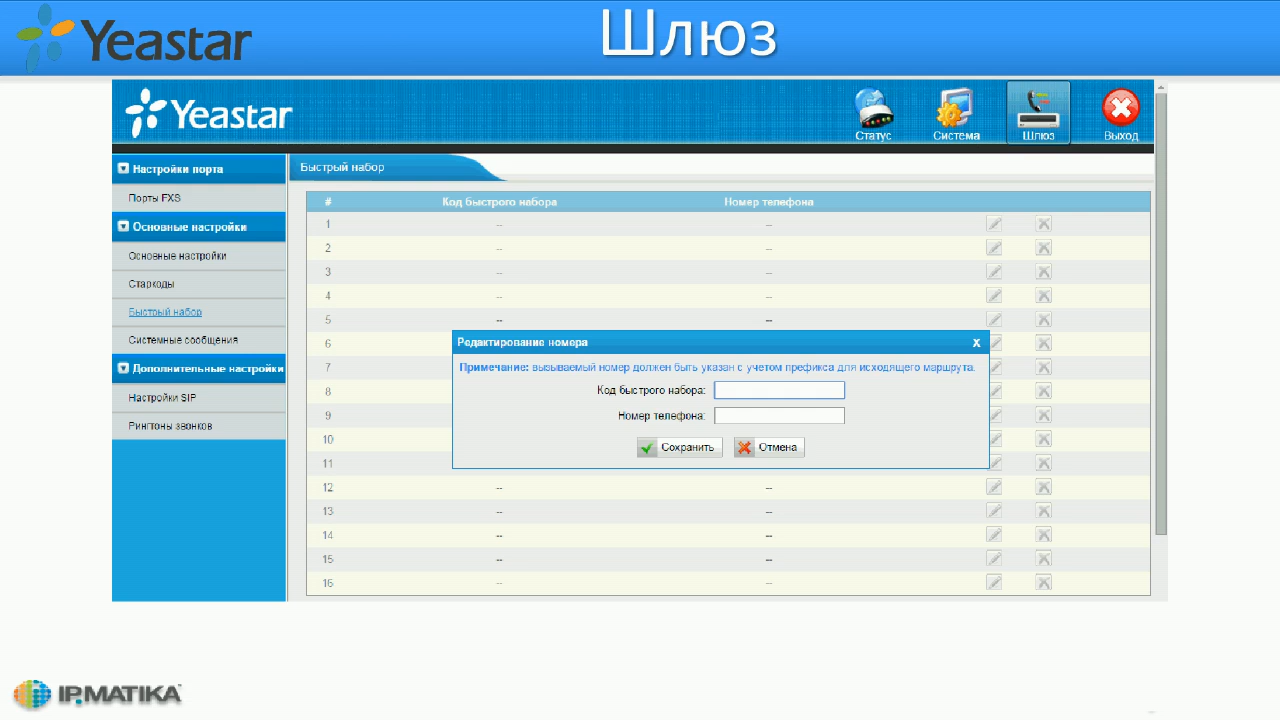 Yeastar
Шлюз
Yeastar
Статус
Система
Шлюз
Выход
Настройки порта
Порты FXS
Основные настройки
Основные настройки
Старкоды
Быстрый набор
Системные сообщения
Дополнительные настройки
Настройки SIP
Рингтоны звонков
Быстрый набор
# Код быстрого набора Номер телефона
1 -- --
2 -- --
3 -- --
4 -- --
5 -- --
6
7
8
9
10
11
12 -- --
13 -- --
14 -- --
15 -- --
16 -- --
Редактирование номера X
Примечание: вызываемый номер должен быть указан с учетом префикса для исходящего маршрута.
Код быстрого набора:
Номер телефона:
Сохранить Отмена
IPMATIKA